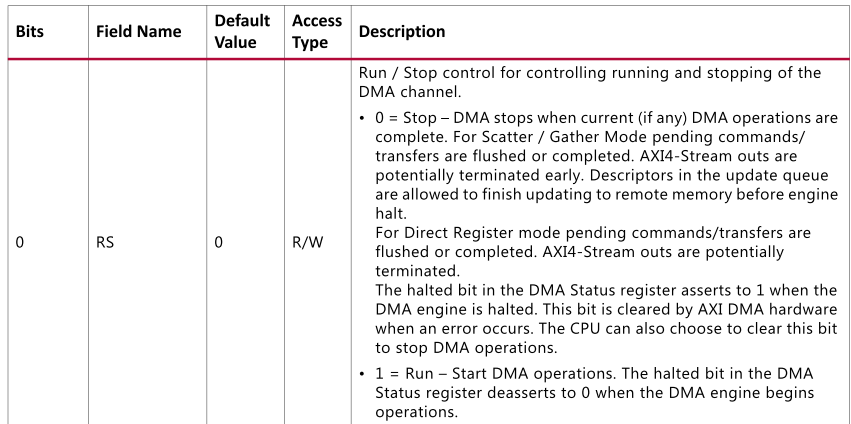 Bits Field Name Default Value Access Type Description
Run / Stop control for controlling running and stopping of the
DMA channel.
• 0 = Stop – DMA stops when current (if any) DMA operations are
complete. For Scatter / Gather Mode pending commands/
transfers are flushed or completed. AXI4-Stream outs are
potentially terminated early. Descriptors in the update queue
are allowed to finish updating to remote memory before engine
halt.
For Direct Register mode pending commands/transfers are
0 RS 0 R/W flushed or completed. AXI4-Stream outs are potentially
terminated.
The halted bit in the DMA Status register asserts to 1 when the
DMA engine is halted. This bit is cleared by AXI DMA hardware
when an error occurs. The CPU can also choose to clear this bit
to stop DMA operations.
• 1 = Run – Start DMA operations. The halted bit in the DMA
Status register deasserts to 0 when the DMA engine begins
operations.